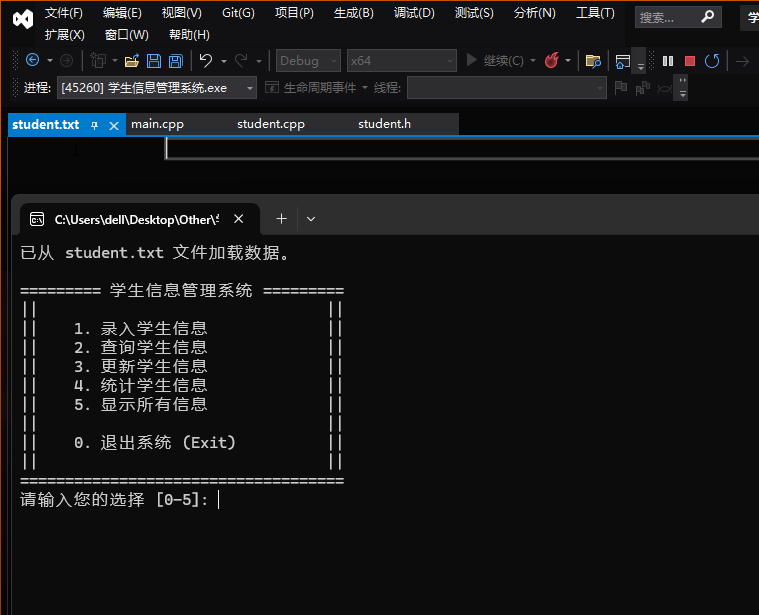 文件(F) 编辑(E) 视图(V) Git(G) 项目(P) 生成(B) 调试(D) 测试(S) 分析(N) 工具(T) 搜索... 学
扩展(X) 窗口(W) 帮助(H)
Debug x64 继续(C)
进程: [45260] 学生信息管理系统.exe 生命周期事件 线程:
student.txt main.cpp student.cpp student.h
C:\Users\dell\Desktop\Other\
已从 student.txt 文件加载数据。
========= 学生信息管理系统 =========
|| ||
|| 1. 录入学生信息 ||
|| 2. 查询学生信息 ||
|| 3. 更新学生信息 ||
|| 4. 统计学生信息 ||
|| 5. 显示所有信息 ||
|| ||
|| 0. 退出系统 (Exit) ||
|| ||
====================================
请输入您的选择 [0-5]: